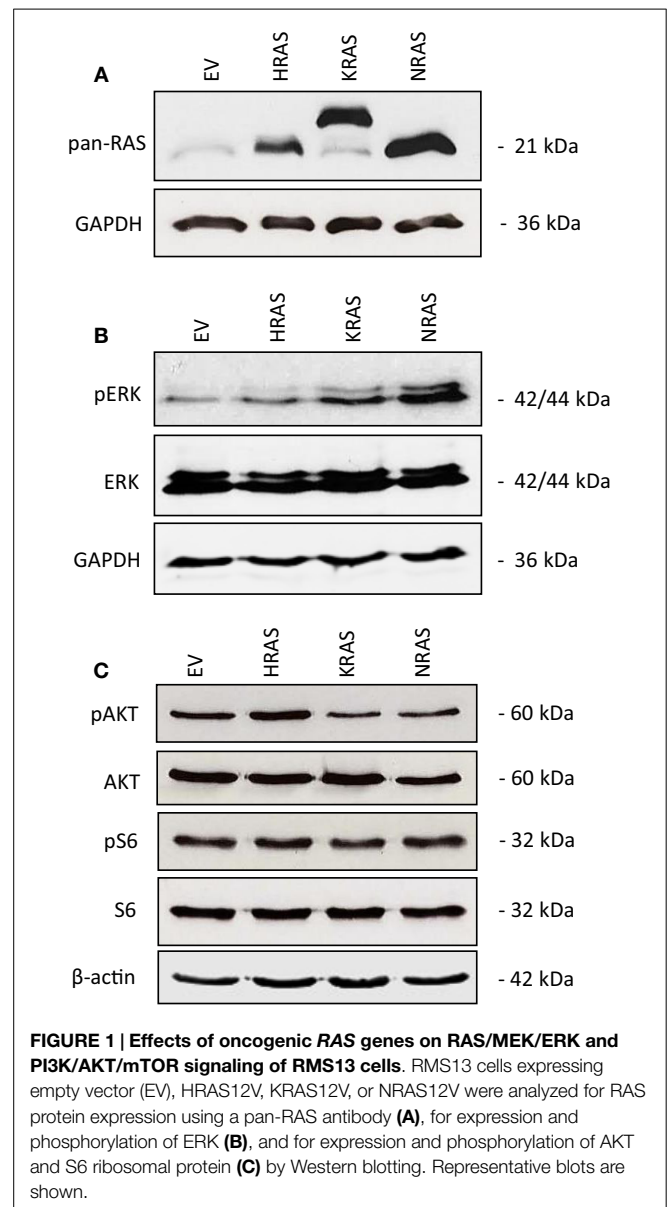 A
EV HRAS KRAS NRAS
pan-RAS - 21 kDa
GAPDH - 36 kDa
B
EV HRAS KRAS NRAS
pERK - 42/44 kDa
ERK - 42/44 kDa
GAPDH - 36 kDa
C
EV HRAS KRAS NRAS
pAKT - 60 kDa
AKT - 60 kDa
pS6 - 32 kDa
S6 - 32 kDa
β-actin - 42 kDa
FIGURE 1 | Effects of oncogenic RAS genes on RAS/MEK/ERK and
PI3K/AKT/mTOR signaling of RMS13 cells. RMS13 cells expressing
empty vector (EV), HRAS12V, KRAS12V, or NRAS12V were analyzed for RAS
protein expression using a pan-RAS antibody (A), for expression and
phosphorylation of ERK (B), and for expression and phosphorylation of AKT
and S6 ribosomal protein (C) by Western blotting. Representative blots are
shown.